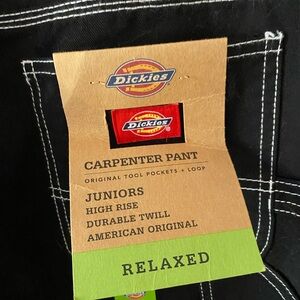 Dickies
Dickies
CARPENTER PANT
ORIGINAL TOOL POCKETS + LOOP
JUNIORS
HIGH RISE
DURABLE TWILL
AMERICAN ORIGINAL
RELAXED